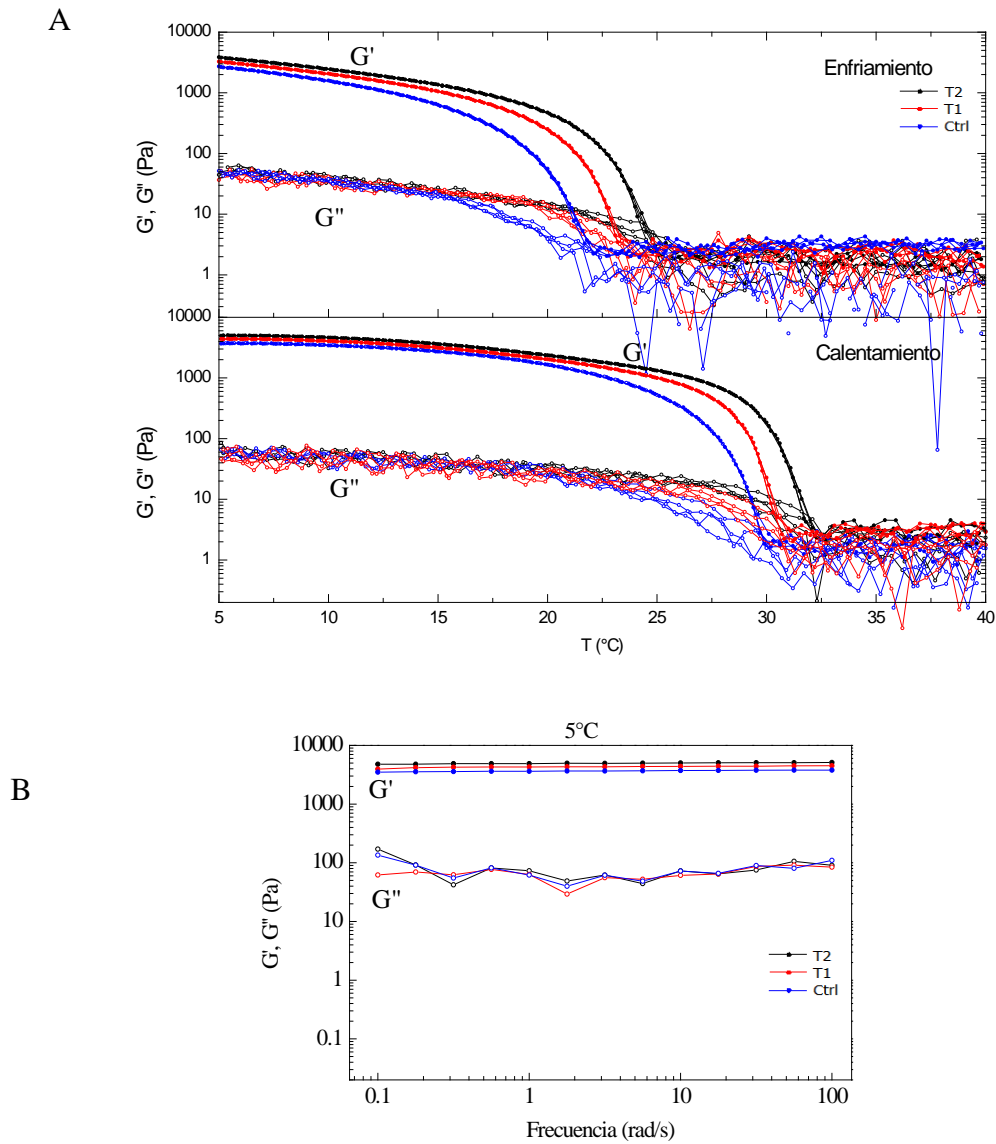 A
10000
1000
100
10
1
G', G'' (Pa)
G'
G''
Enfriamiento
T2
T1
Ctrl
10000
1000
100
10
1
G', G'' (Pa)
G'
G''
Calentamiento
5 10 15 20 25 30 35 40
T (°C)
B
5°C
10000
1000
100
10
1
0.1
G', G'' (Pa)
G'
G''
T2
T1
Ctrl
0.1 1 10 100
Frecuencia (rad/s)